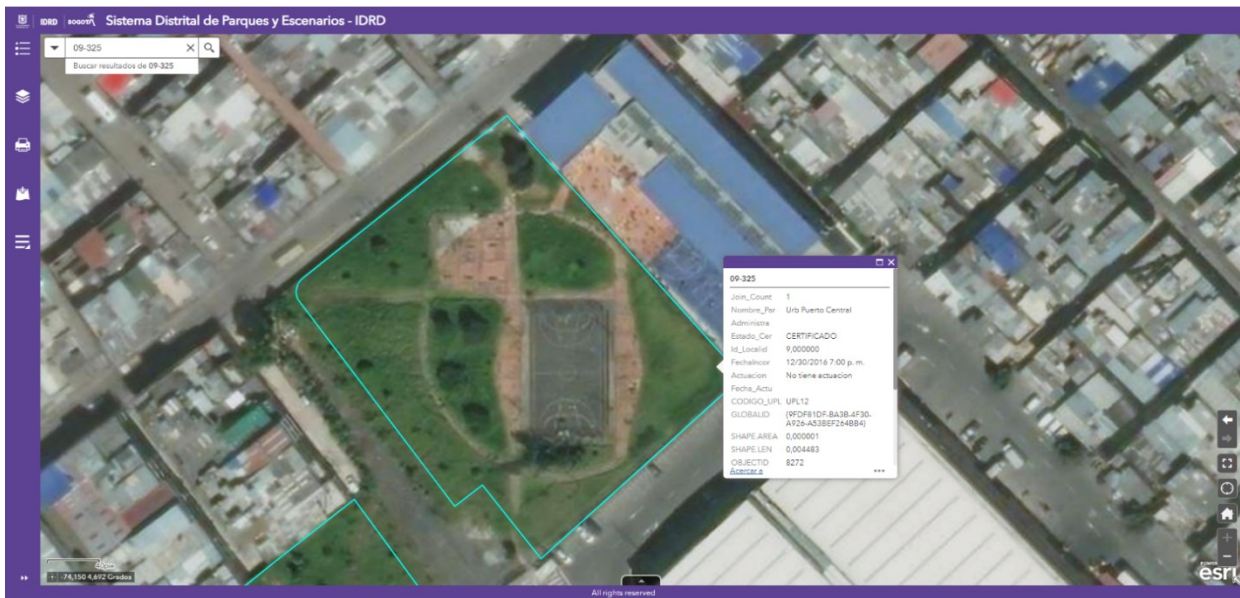 IDRD BOGOTÁ Sistema Distrital de Parques y Escenarios - IDRD
09-325
Buscar resultados de 09-325
09-325
Join_Count 1
Nombre_Par Urb Puerto Central
Administra
Estado_Cer CERTIFICADO
Id_Localid 9,000000
FechaIncor 12/30/2016 7:00 p. m.
Actuacion No tiene actuacion
Fecha_Actu
CODIGO_UPL UPL12
GLOBALID {9FDF81DF-BA3B-4F30-
A926-A53BEF264BB4}
SHAPE.AREA 0,000001
SHAPE.LEN 0,004483
OBJECTID 8272
Acercar a
-74,150 4,692 Grados
esri
All rights reserved